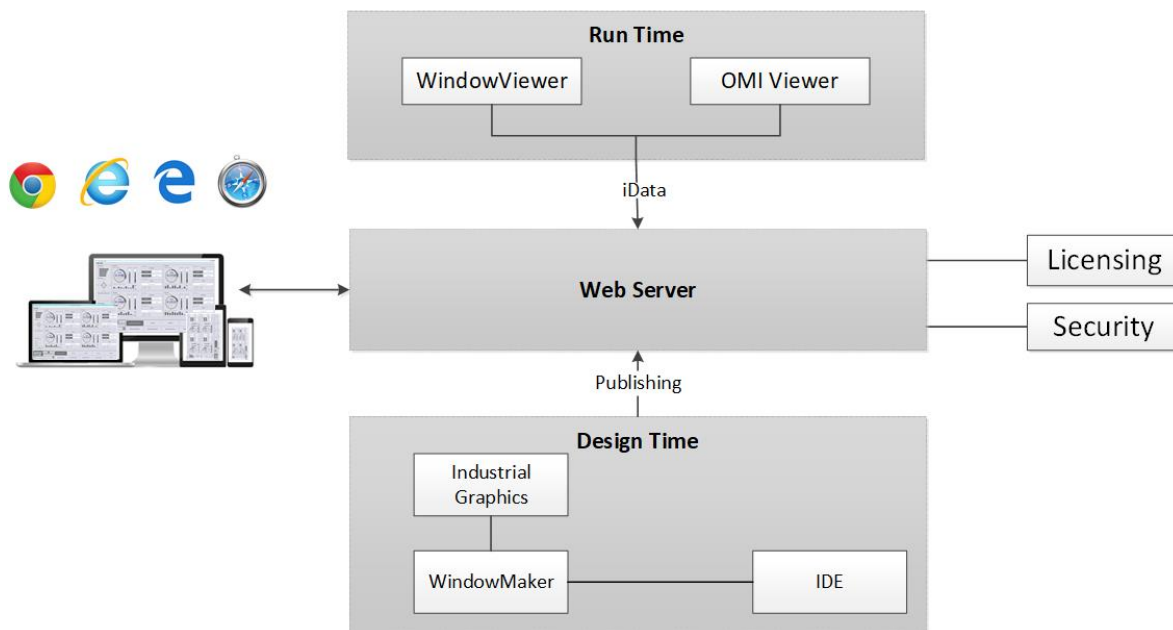 Run Time
WindowViewer
OMI Viewer
iData
Web Server
Licensing
Security
Publishing
Design Time
Industrial
Graphics
WindowMaker
IDE